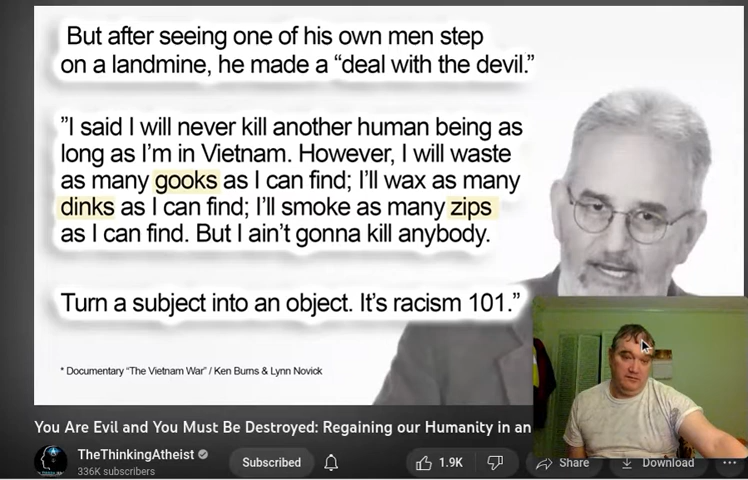 But after seeing one of his own men step
on a landmine, he made a “deal with the devil.”
”I said I will never kill another human being as
long as I’m in Vietnam. However, I will waste
as many gooks as I can find; I’ll wax as many
dinks as I can find; I’ll smoke as many zips
as I can find. But I ain’t gonna kill anybody.
Turn a subject into an object. It’s racism 101.”
* Documentary “The Vietnam War” / Ken Burns & Lynn Novick
You Are Evil and You Must Be Destroyed: Regaining our Humanity in an
TheThinkingAtheist
336K subscribers
Subscribed
1.9K
Share
Download